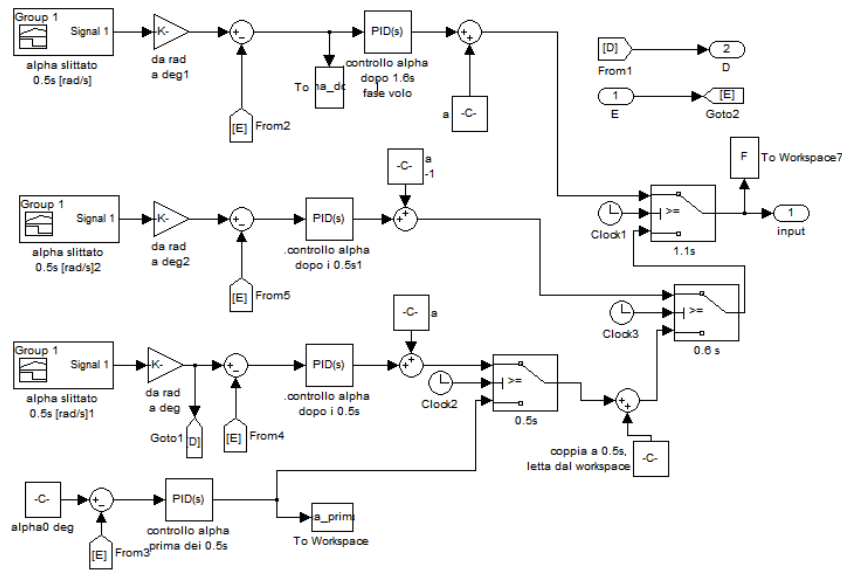 Group 1
Signal 1
alpha slittato
0.5s [rad/s]
K-
da rad
a deg1
[E]
From2
To
na_do
1
PID(s)
controllo alpha
dopo 1.6s
fase volo
a
-C-
[D]
From1
2
D
1
E
[E]
Goto2
F
To Workspace7
Clock1
>=
1.1s
1
input
Group 1
Signal 1
alpha slittato
0.5s [rad/s]2
K-
da rad
a deg2
[E]
From5
PID(s)
.controllo alpha
dopo i 0.5s1
-C-
a
-1
Clock3
>=
0.6 s
Group 1
Signal 1
alpha slittato
0.5s [rad/s]1
K-
da rad
a deg
Goto1
[D]
[E]
From4
PID(s)
.controllo alpha
dopo i 0.5s
-C-
a
Clock2
>=
0.5s
coppia a 0.5s,
letta dal workspace
-C-
-C-
alpha0 deg
[E]
From3
PID(s)
controllo alpha
prima dei 0.5s
a_prima
To Workspace